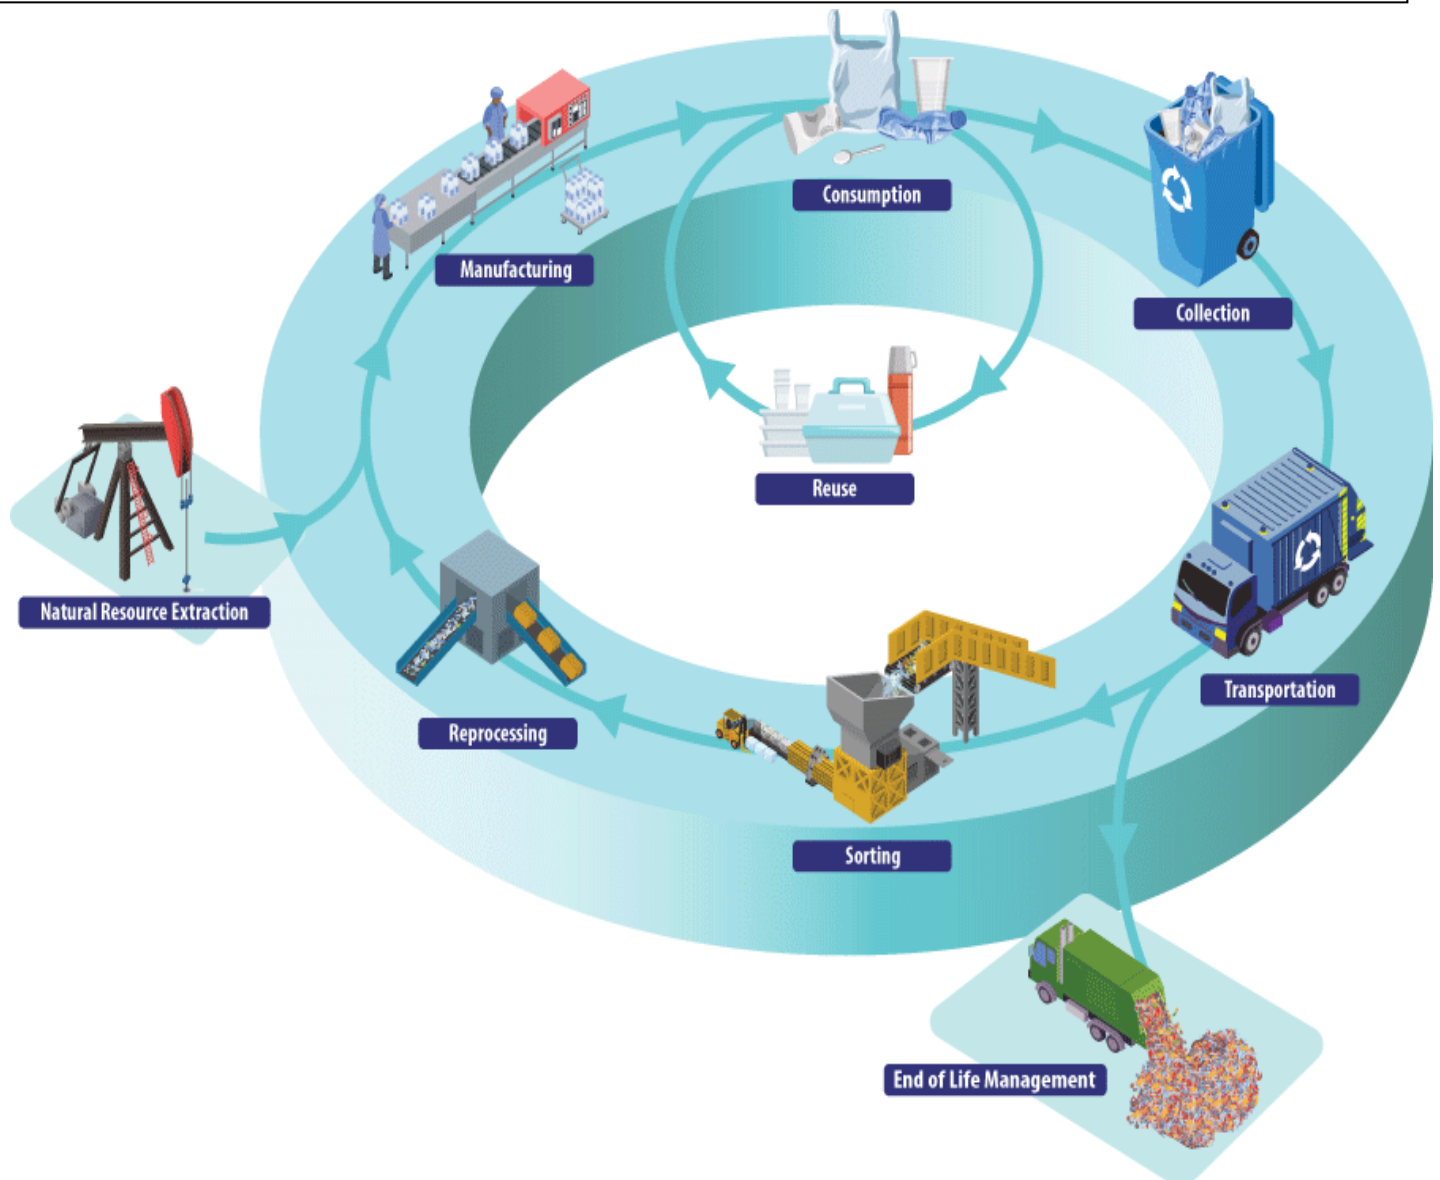 Consumption
Manufacturing
Collection
Reuse
Natural Resource Extraction
Transportation
Reprocessing
Sorting
End of Life Management